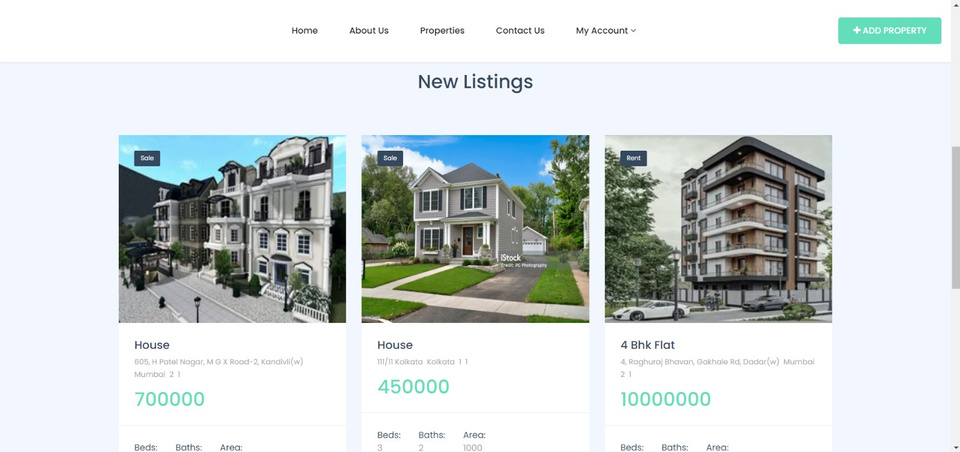 Home About Us Properties Contact Us My Account
+ ADD PROPERTY
New Listings
Sale
House
605, H Patel Nagar, M G X Road-2, Kandivli(w)
Mumbai 2 1
700000
Beds: Baths: Area:
Sale
iStock
Credit: PC Photography
House
111/11 Kolkata Kolkata 1 1
450000
Beds: Baths: Area:
3 2 1000
Rent
4 Bhk Flat
4, Raghuraj Bhavan, Gokhale Rd, Dadar(w) Mumbai
2 1
10000000
Beds: Baths: Area: